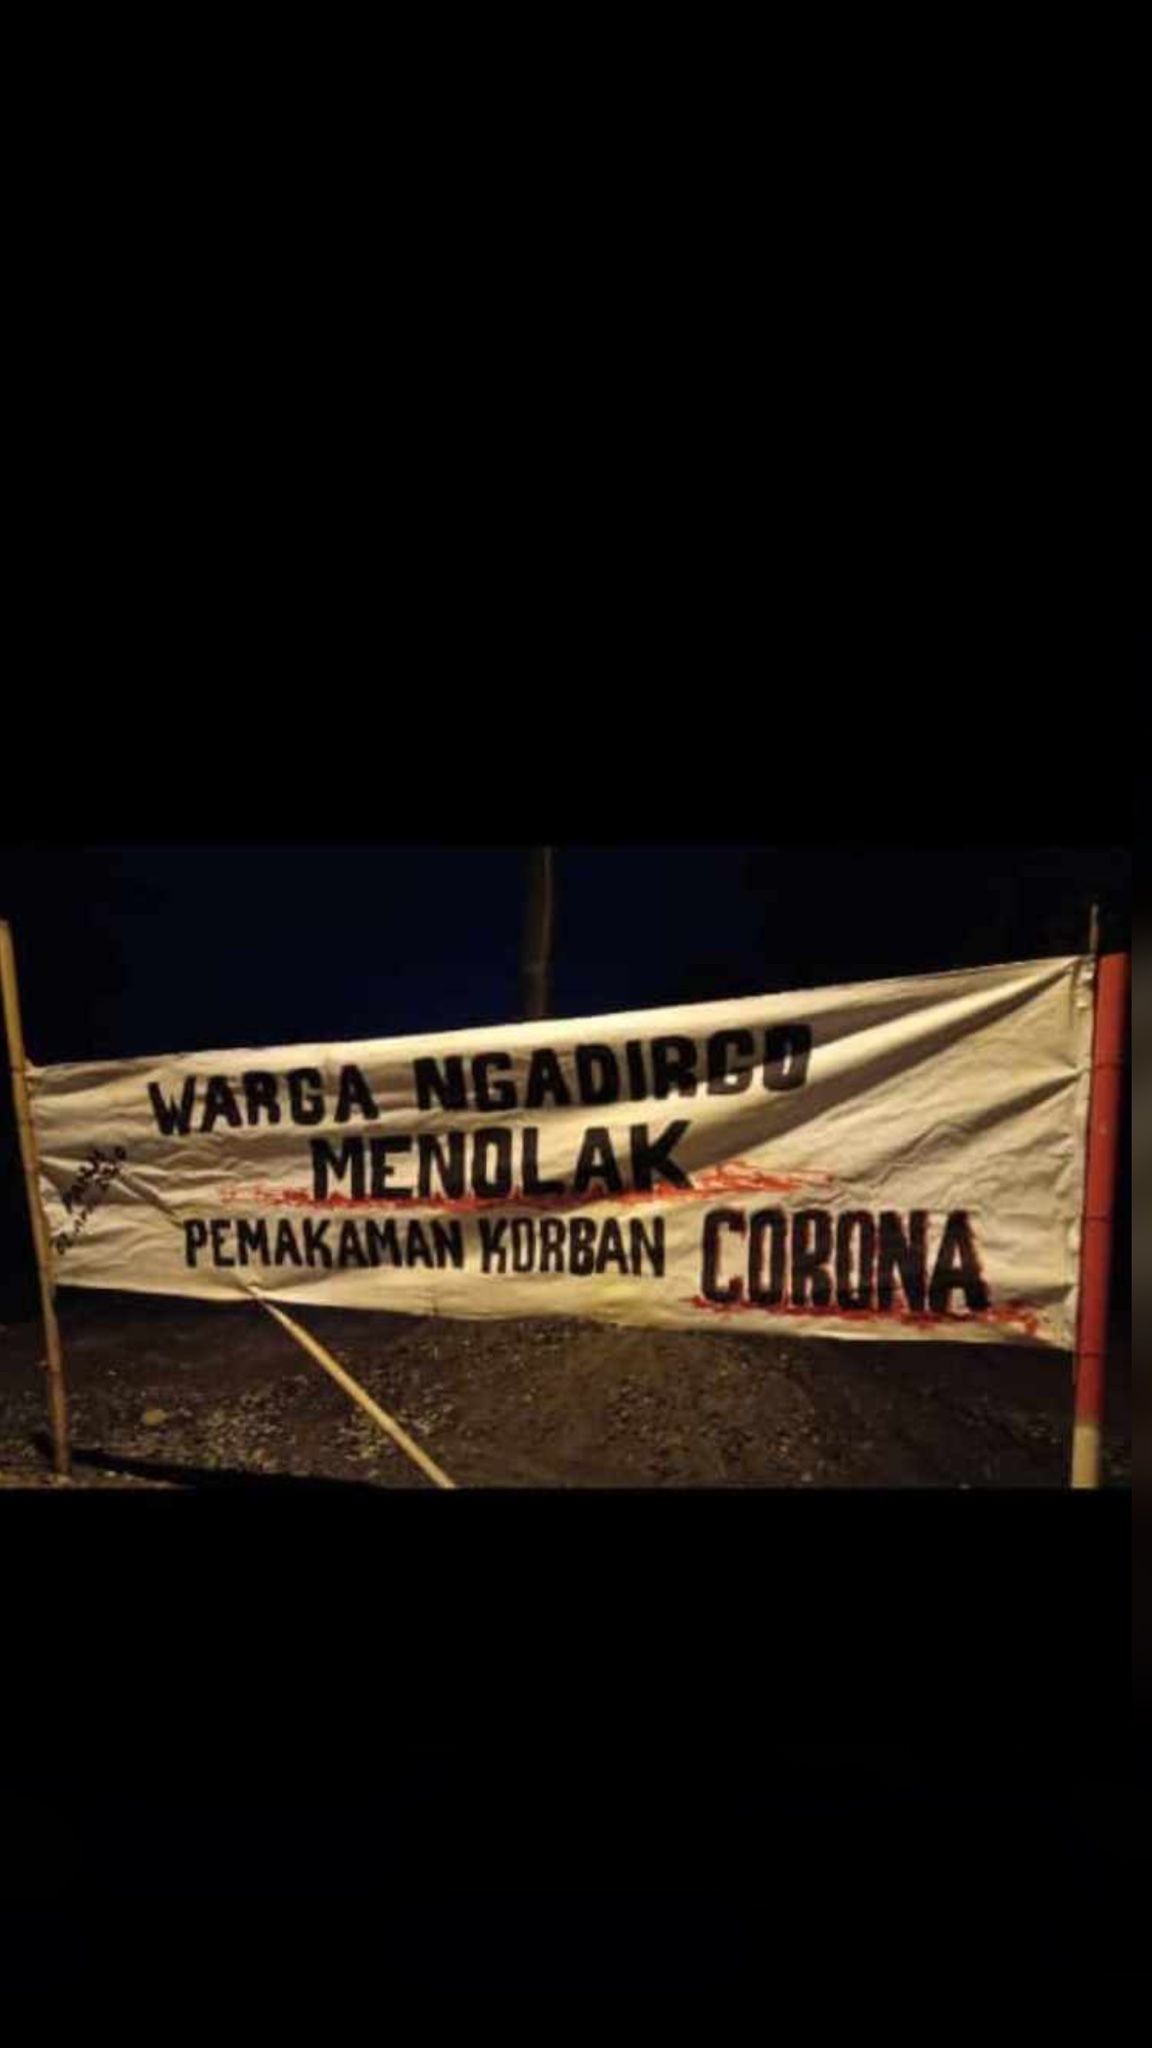 WARGA NGADIRGO
MENOLAK
PEMAKAMAN KORBAN CORONA